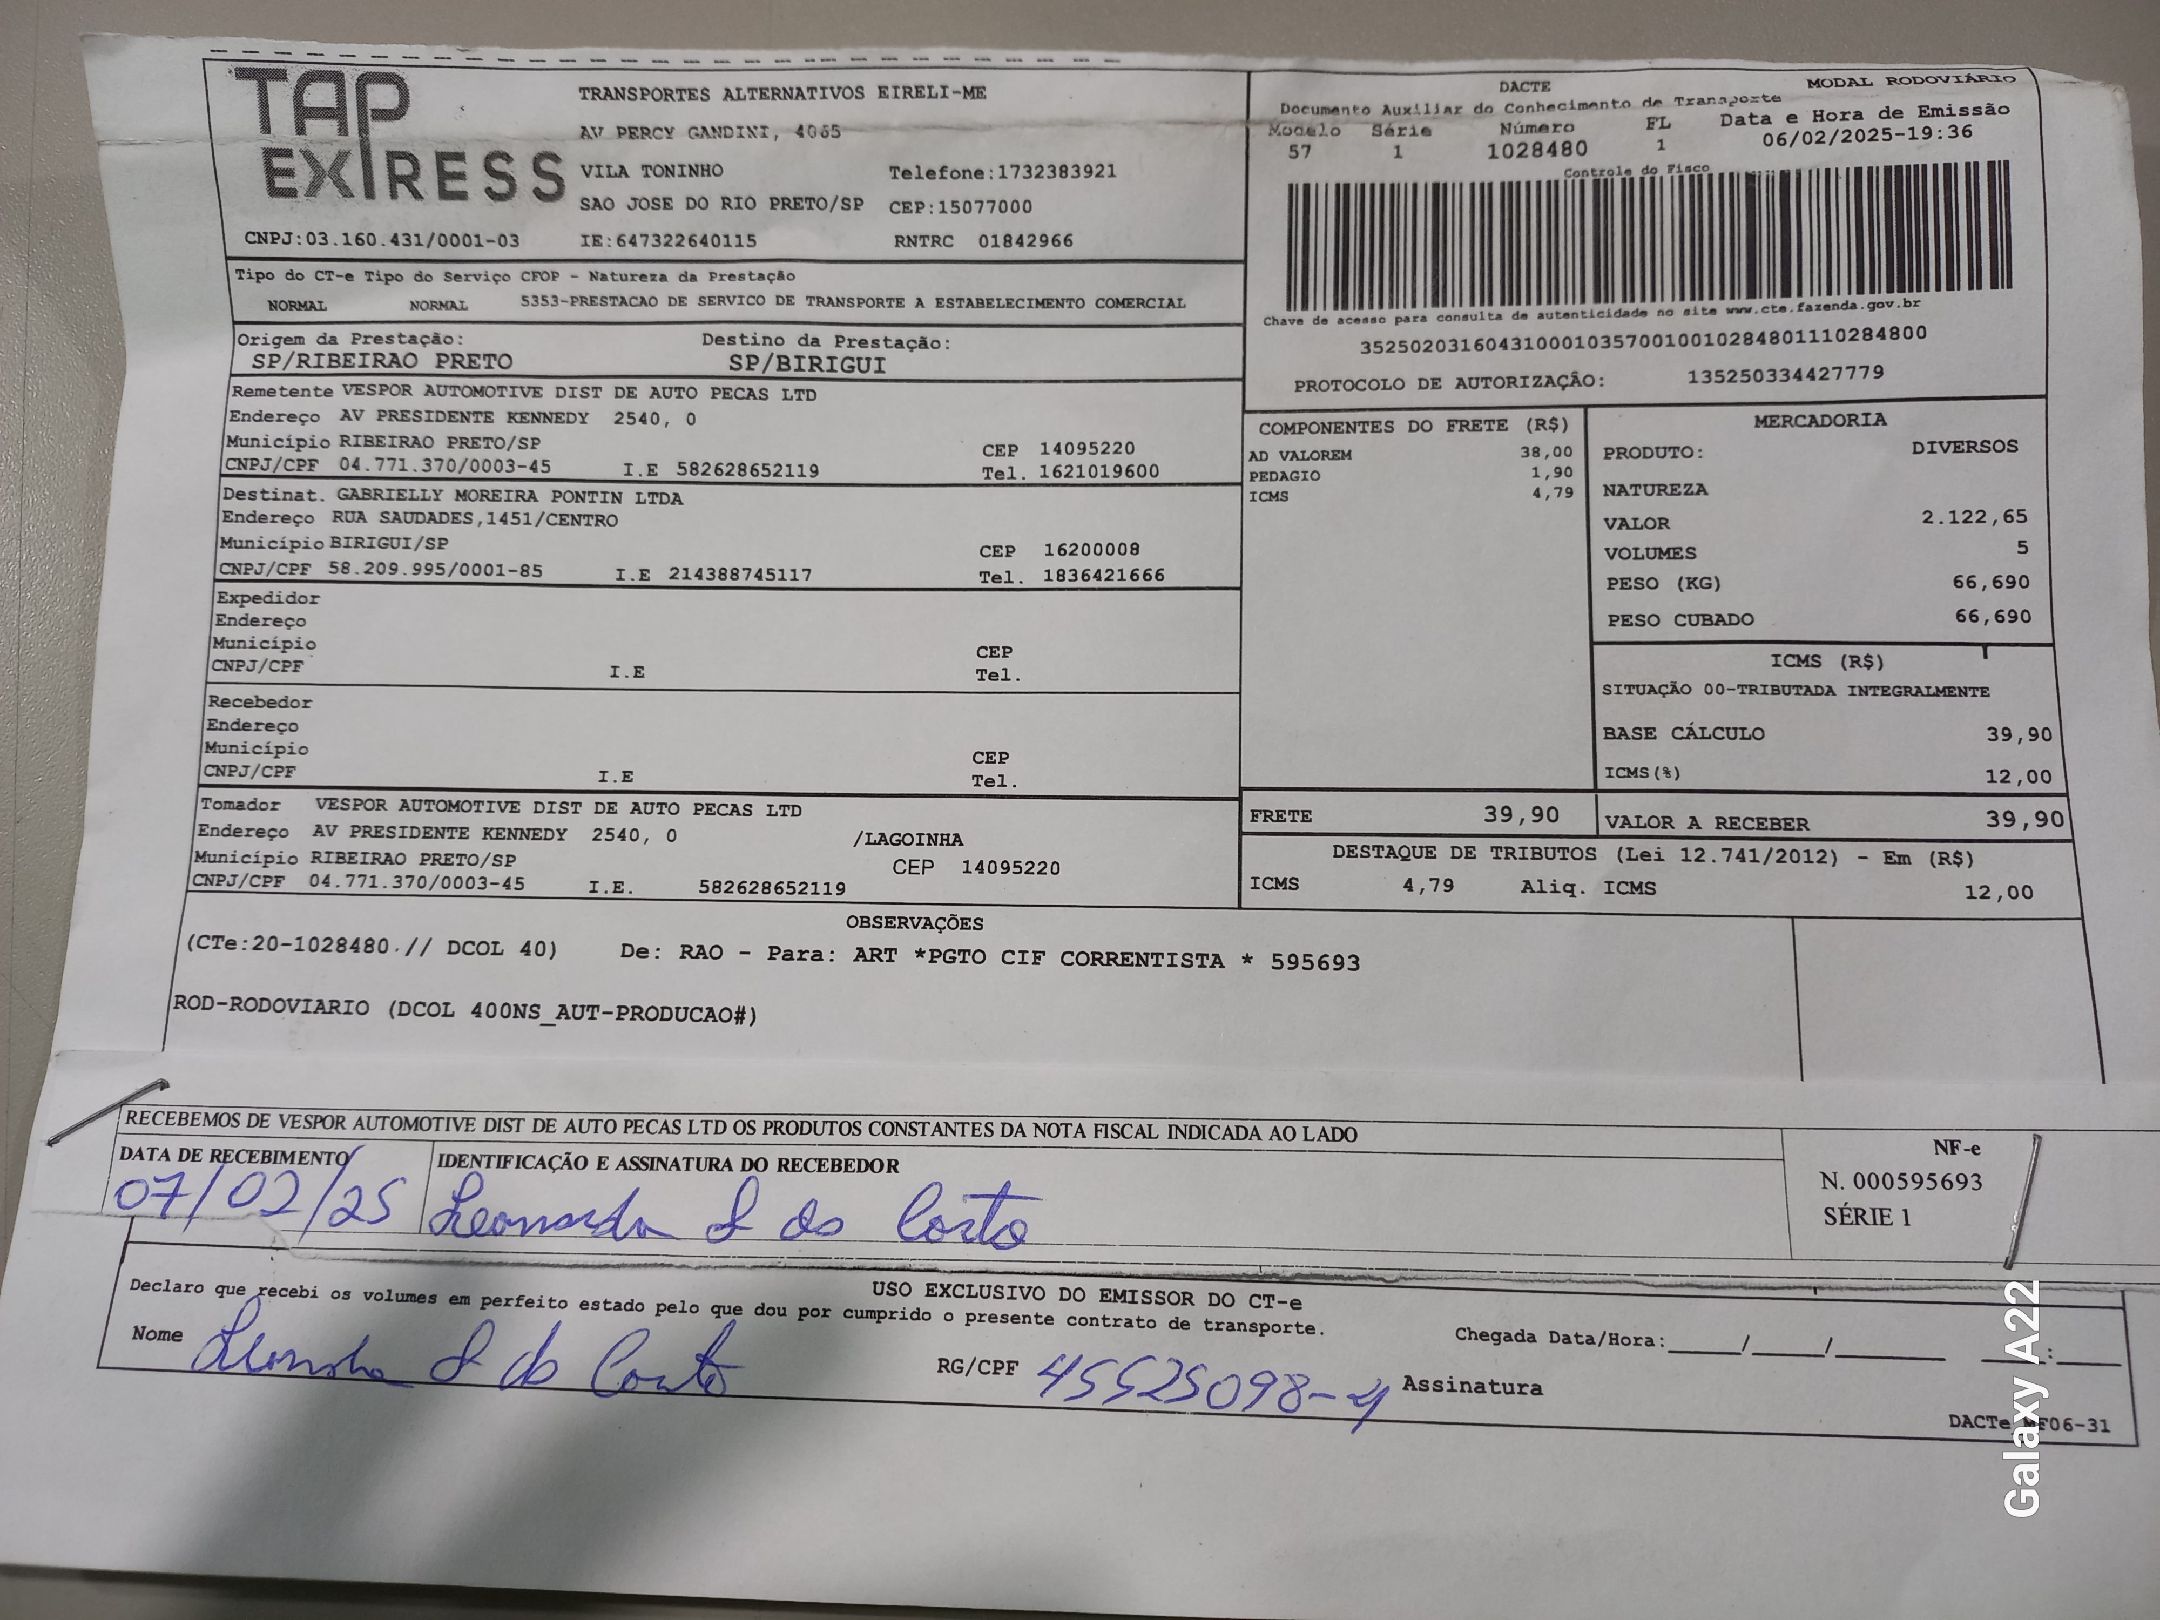 TAP EXPRESS
TRANSPORTES ALTERNATIVOS EIRELI-ME
AV PERCY GANDINI, 4065
VILA TONINHO Telefone:1732383921
SAO JOSE DO RIO PRETO/SP CEP:15077000
CNPJ:03.160.431/0001-03 IE:647322640115 RNTRC 01842966
DACTE MODAL RODOVIÁRIO
Documento Auxiliar do Conhecimento de Transporte
Modelo Série Número FL Data e Hora de Emissão
57 1 1028480 1 06/02/2025-19:36
Controle do Fisco
Chave de acesso para consulta de autenticidade no site www.cte.fazenda.gov.br
35250203160431000103570010010284801110284800
PROTOCOLO DE AUTORIZAÇÃO: 135250334427779
Tipo do CT-e Tipo do Serviço CFOP - Natureza da Prestação
NORMAL NORMAL 5353-PRESTACAO DE SERVICO DE TRANSPORTE A ESTABELECIMENTO COMERCIAL
Origem da Prestação: Destino da Prestação:
SP/RIBEIRAO PRETO SP/BIRIGUI
Remetente VESPOR AUTOMOTIVE DIST DE AUTO PECAS LTD
Endereço AV PRESIDENTE KENNEDY 2540, 0
Município RIBEIRAO PRETO/SP CEP 14095220
CNPJ/CPF 04.771.370/0003-45 I.E 582628652119 Tel. 1621019600
Destinat. GABRIELLY MOREIRA PONTIN LTDA
Endereço RUA SAUDADES,1451/CENTRO
Município BIRIGUI/SP CEP 16200008
CNPJ/CPF 58.209.995/0001-85 I.E 214388745117 Tel. 1836421666
Expedidor
Endereço
Município CEP
CNPJ/CPF I.E Tel.
Recebedor
Endereço
Município CEP
CNPJ/CPF I.E Tel.
Tomador VESPOR AUTOMOTIVE DIST DE AUTO PECAS LTD
Endereço AV PRESIDENTE KENNEDY 2540, 0 /LAGOINHA
Município RIBEIRAO PRETO/SP CEP 14095220
CNPJ/CPF 04.771.370/0003-45 I.E. 582628652119
COMPONENTES DO FRETE (R$)
AD VALOREM 38,00
PEDAGIO 1,90
ICMS 4,79
MERCADORIA
PRODUTO: DIVERSOS
NATUREZA
VALOR 2.122,65
VOLUMES 5
PESO (KG) 66,690
PESO CUBADO 66,690
ICMS (R$)
SITUAÇÃO 00-TRIBUTADA INTEGRALMENTE
BASE CÁLCULO 39,90
ICMS(%) 12,00
FRETE 39,90 VALOR A RECEBER 39,90
DESTAQUE DE TRIBUTOS (Lei 12.741/2012) - Em (R$)
ICMS 4,79 Aliq. ICMS 12,00
OBSERVAÇÕES
(CTe:20-1028480.// DCOL 40) De: RAO - Para: ART *PGTO CIF CORRENTISTA * 595693
ROD-RODOVIARIO (DCOL 400NS_AUT-PRODUCAO#)
RECEBEMOS DE VESPOR AUTOMOTIVE DIST DE AUTO PECAS LTD OS PRODUTOS CONSTANTES DA NOTA FISCAL INDICADA AO LADO
DATA DE RECEBIMENTO IDENTIFICAÇÃO E ASSINATURA DO RECEBEDOR
07/02/25 Leonardo S do Couto
NF-e
N. 000595693
SÉRIE 1
USO EXCLUSIVO DO EMISSOR DO CT-e
Declaro que recebi os volumes em perfeito estado pelo que dou por cumprido o presente contrato de transporte.
Nome Leonardo S do Couto RG/CPF 45525098-4 Assinatura
Chegada Data/Hora:____/____/______ ____:____
DACTe MF06-31
Galaxy A22